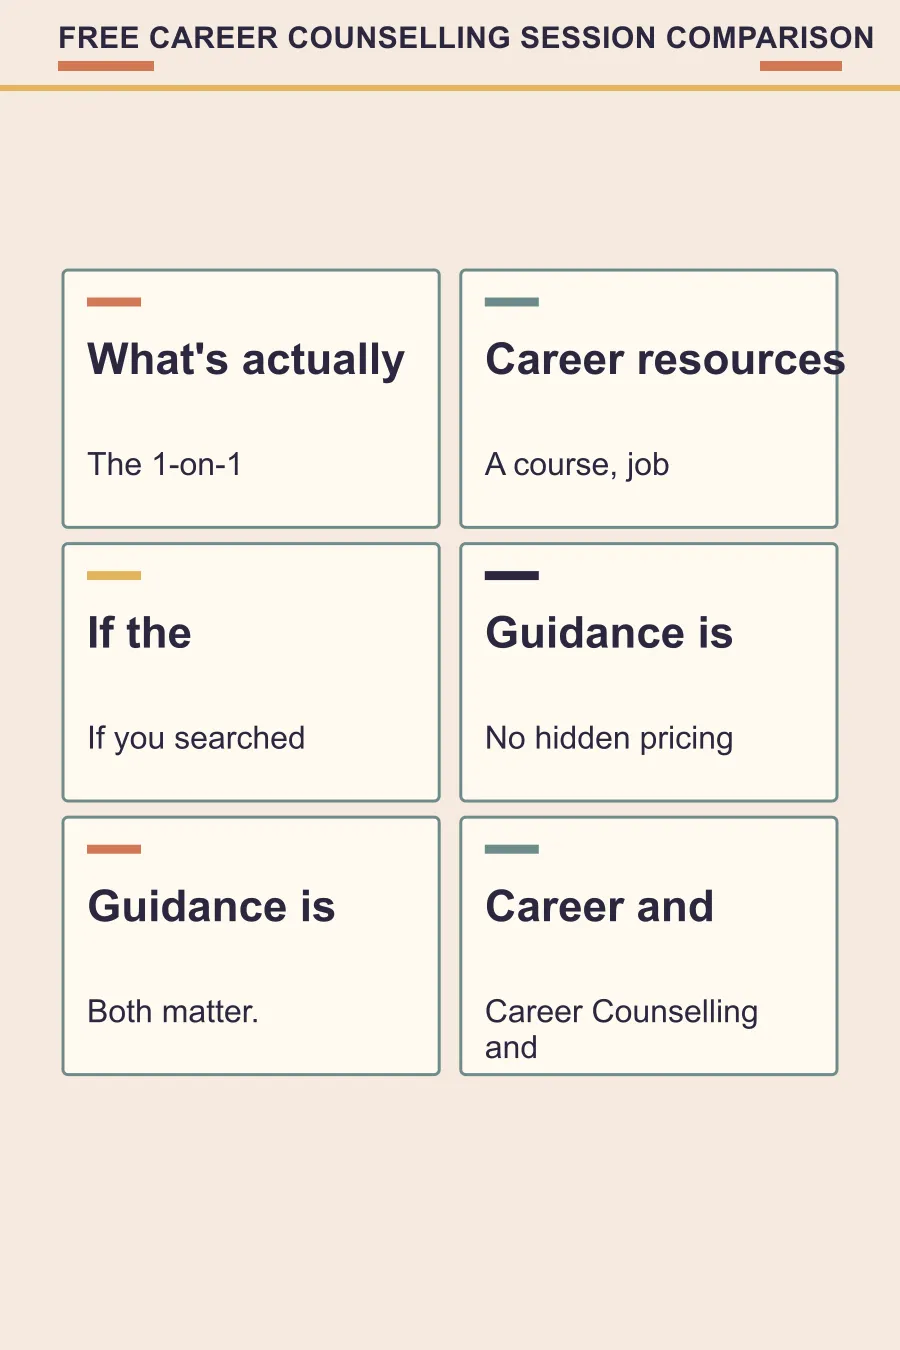 FREE CAREER COUNSELLING SESSION COMPARISON
What's actually
The 1-on-1
Career resources
A course, job
If the
If you searched
Guidance is
No hidden pricing
Guidance is
Both matter.
Career and
Career Counselling
and